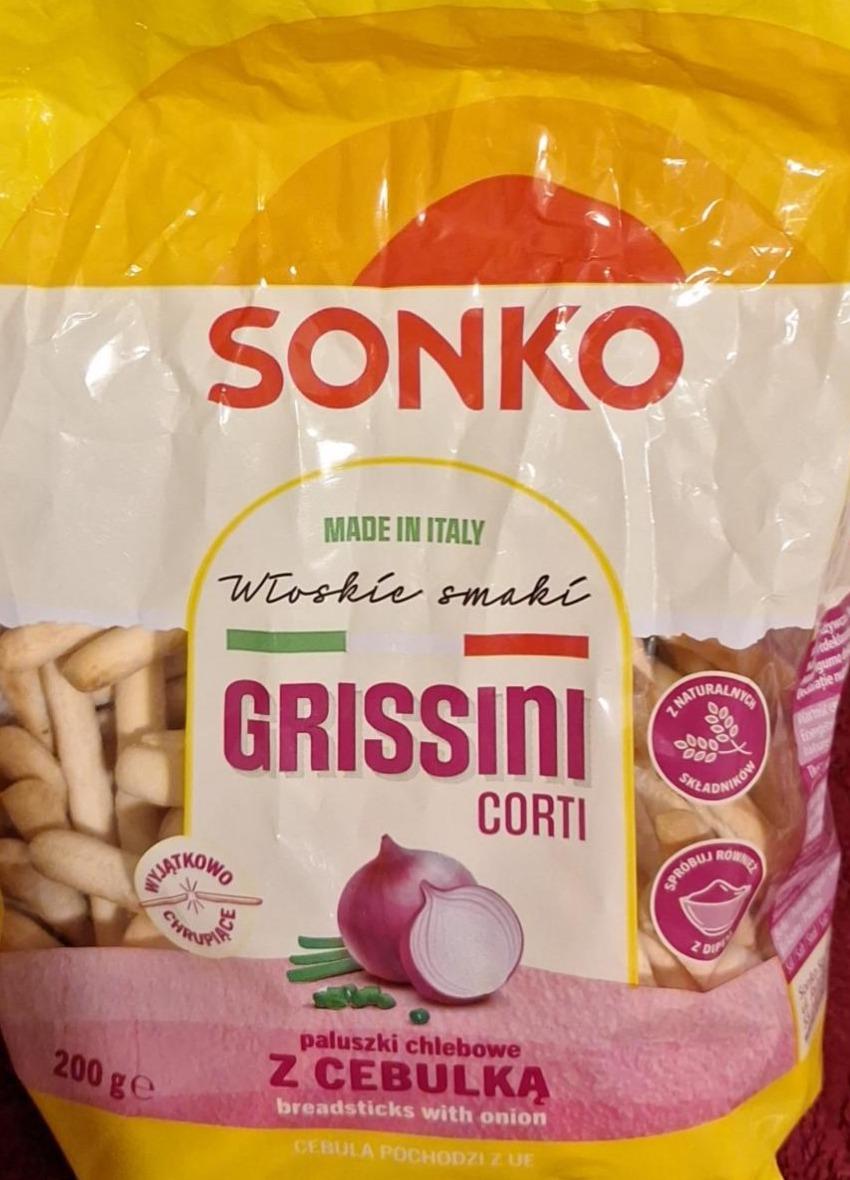 SONKO
MADE IN ITALY
Włoskie smaki
GRISSINI
CORTI
Z NATURALNYCH
SKŁADNIKÓW
WYJĄTKOWO
CHRUPIĄCE
SPRÓBUJ RÓWNIEŻ
paluszki chlebowe
Z CEBULKĄ
breadsticks with onion
200 g e
CEBULA POCHODZI Z UE